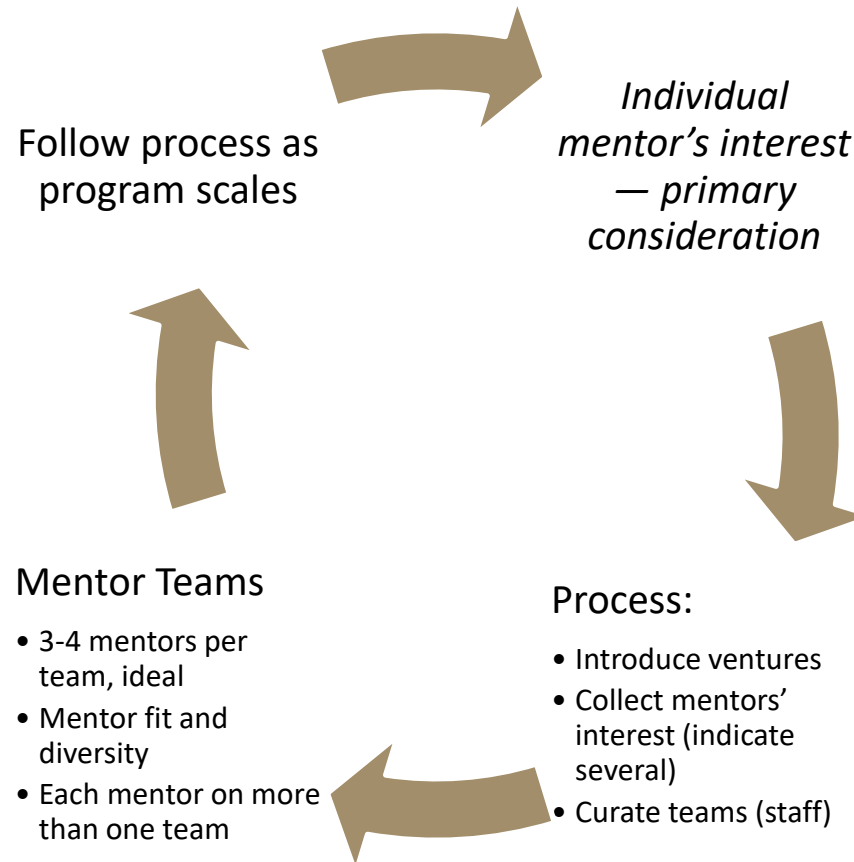 Follow process as
program scales
Individual
mentor’s interest
— primary
consideration
Process:
• Introduce ventures
• Collect mentors’
interest (indicate
several)
• Curate teams (staff)
Mentor Teams
• 3-4 mentors per
team, ideal
• Mentor fit and
diversity
• Each mentor on more
than one team